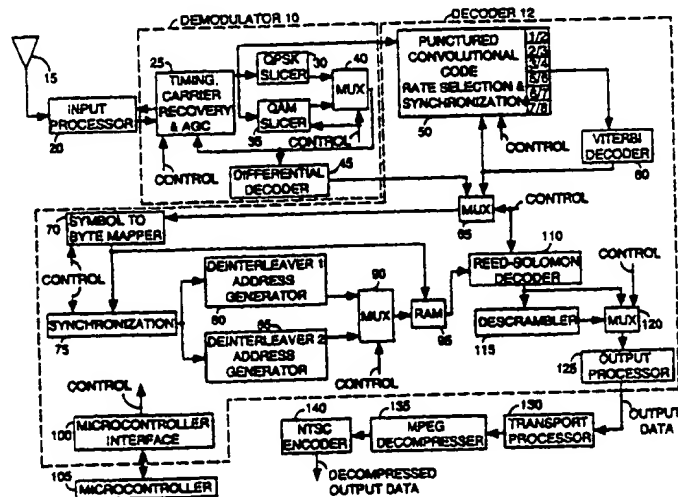 DEMODULATOR 10
DECODER 12
15
INPUT
PROCESSOR
20
25
TIMING,
CARRIER
RECOVERY
& AGC
CONTROL
QPSK
SLICER
30
QAM
SLICER
35
40
MUX
CONTROL
DIFFERENTIAL
DECODER
45
PUNCTURED
CONVOLUTIONAL
CODE
RATE SELECTION &
SYNCHRONIZATION
1/2
2/3
3/4
5/6
6/7
7/8
50
CONTROL
VITERBI
DECODER
60
MUX
65
CONTROL
70
SYMBOL TO
BYTE MAPPER
CONTROL
SYNCHRONIZATION
75
DEINTERLEAVER 1
ADDRESS
GENERATOR
80
85
DEINTERLEAVER 2
ADDRESS
GENERATOR
90
MUX
CONTROL
RAM
95
110
REED-SOLOMON
DECODER
DESCRAMBLER
115
CONTROL
MUX
120
125
OUTPUT
PROCESSOR
OUTPUT
DATA
CONTROL
100
MICROCONTROLLER
INTERFACE
105
MICROCONTROLLER
140
NTSC
ENCODER
135
MPEG
DECOMPRESSER
130
TRANSPORT
PROCESSOR
DECOMPRESSED
OUTPUT DATA